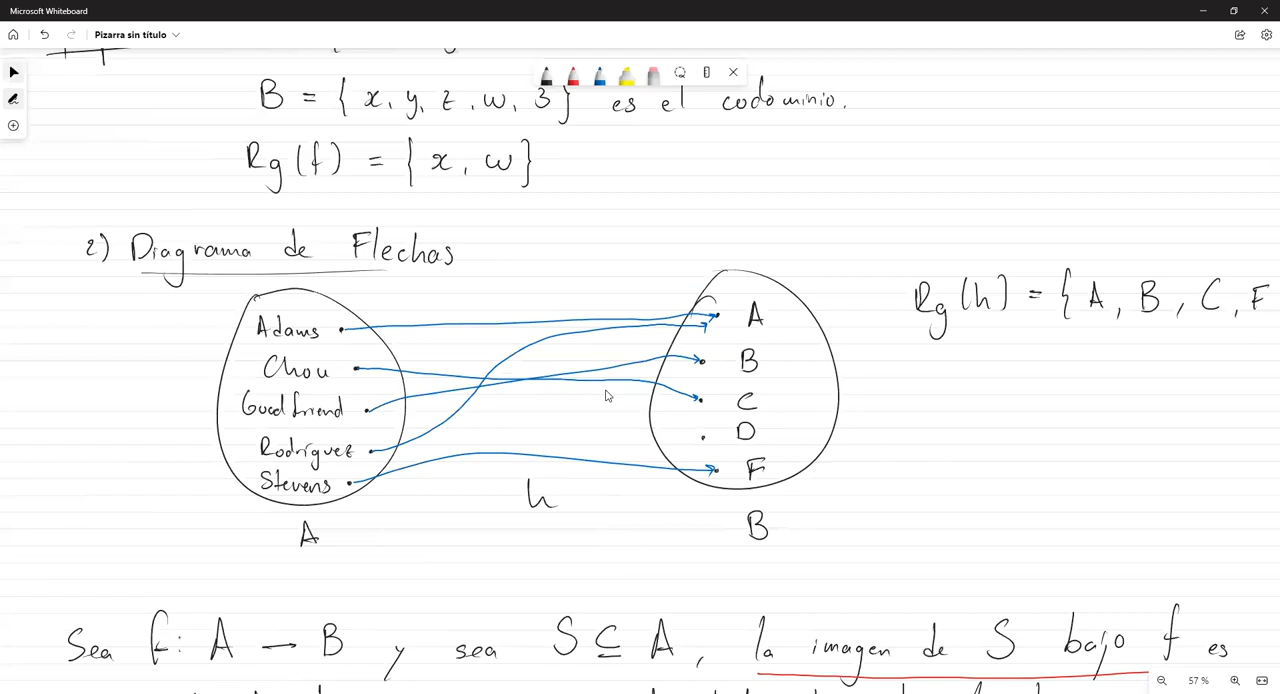 Microsoft Whiteboard
Pizarra sin título
B = { x, y, z, w, 3} es el codominio.
Rg(f) = { x, w}
2) Diagrama de Flechas
Rg(h) = { A, B, C, F
Adams
Chou
Goodfriend
Rodríguez
Stevens
A
h
A
B
C
D
F
B
Sea f: A → B y sea S ⊆ A, la imagen de S bajo f es
57 %